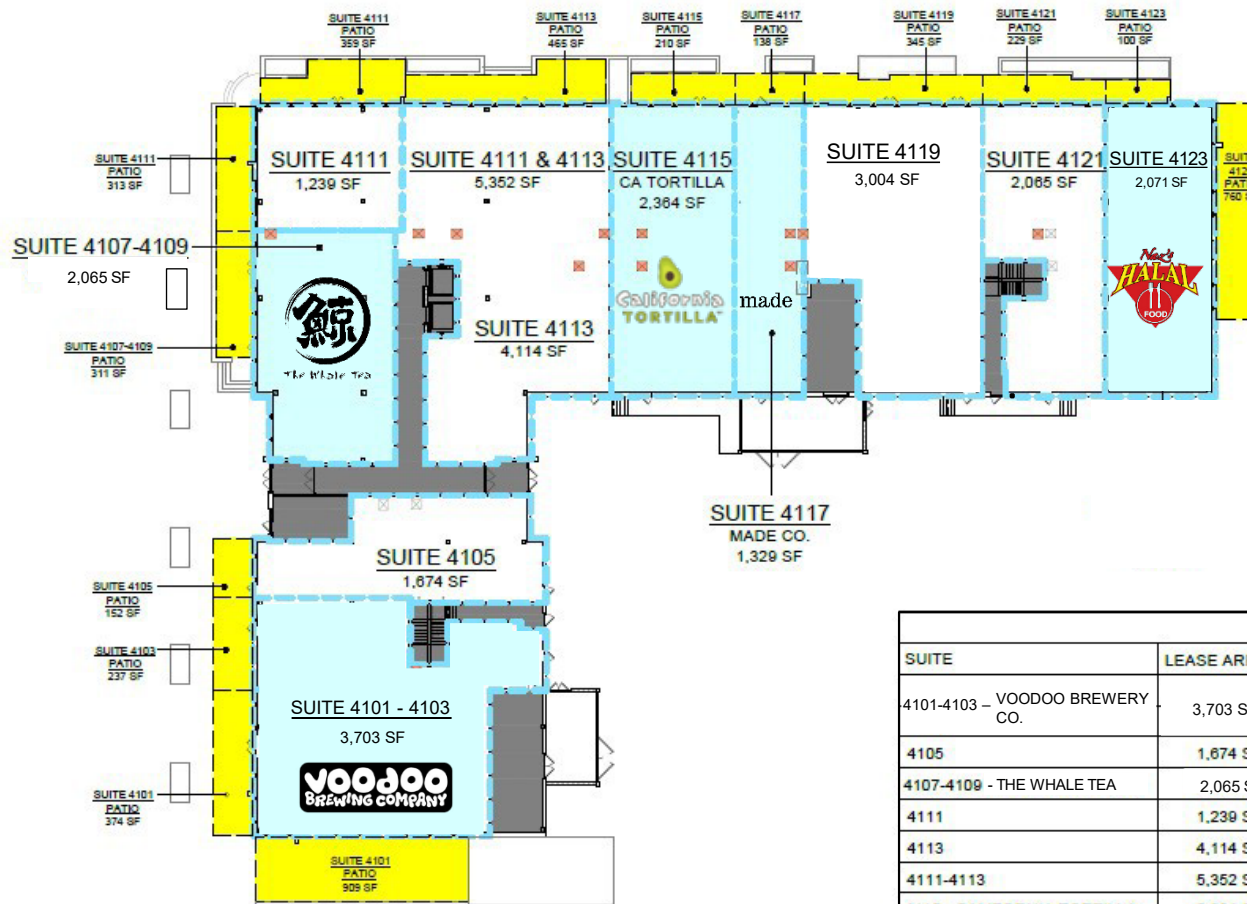 SUITE 4111
PATIO
359 SF
SUITE 4113
PATIO
465 SF
SUITE 4115
PATIO
210 SF
SUITE 4117
PATIO
138 SF
SUITE 4119
PATIO
345 SF
SUITE 4121
PATIO
229 SF
SUITE 4123
PATIO
100 SF
SUITE 4111
PATIO
313 SF
SUITE 4111
1,239 SF
SUITE 4111 & 4113
5,352 SF
SUITE 4115
CA TORTILLA
2,364 SF
SUITE 4119
3,004 SF
SUITE 4121
2,065 SF
SUITE 4123
2,071 SF
760
SUITE 4107-4109
2,065 SF
鯨
The Whale Tea
California
TORTILLA
made
Naz's
HALAL
FOOD
SUITE 4113
4,114 SF
SUITE 4107-4109
PATIO
311 SF
SUITE 4117
MADE CO.
1,329 SF
SUITE 4105
1,674 SF
SUITE 4105
PATIO
152 SF
SUITE 4103
PATIO
237 SF
SUITE 4101 - 4103
3,703 SF
VOODOO
BREWING COMPANY
SUITE 4101
PATIO
374 SF
SUITE 4101
PATIO
909 SF
SUITE LEASE AR
4101-4103 – VOODOO BREWERY CO. 3,703 S
4105 1,674 S
4107-4109 - THE WHALE TEA 2,065 S
4111 1,239 S
4113 4,114 S
4111-4113 5,352 S